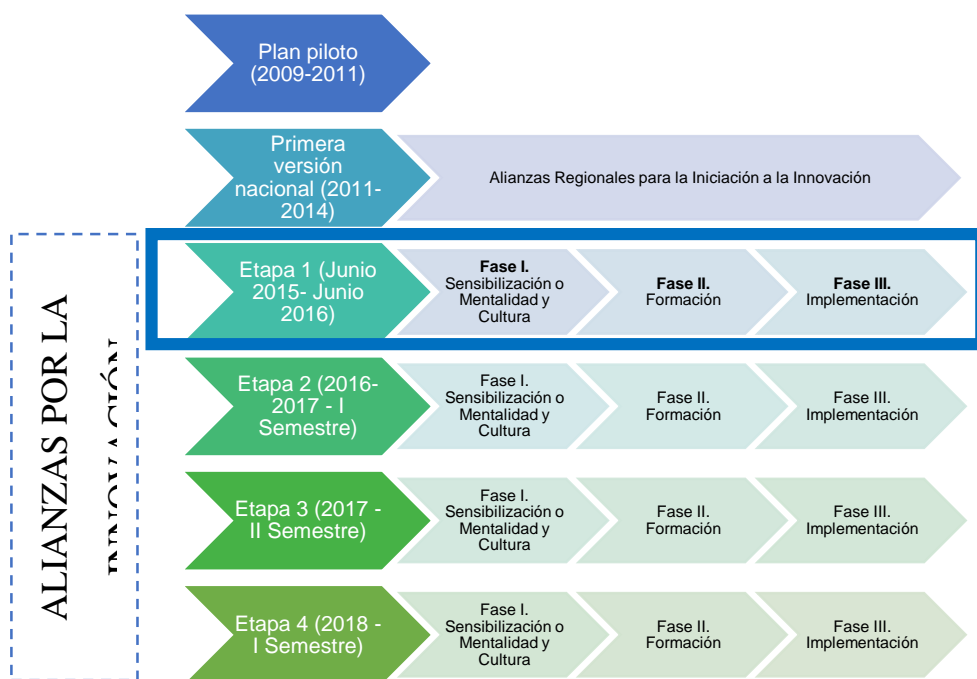 Plan piloto
(2009-2011)
Primera
versión
nacional (2011-
2014)
Alianzas Regionales para la Iniciación a la Innovación
ALIANZAS POR LA
INNOVACIÓN
Etapa 1 (Junio
2015- Junio
2016)
Fase I.
Sensibilización o
Mentalidad y
Cultura
Fase II.
Formación
Fase III.
Implementación
Etapa 2 (2016-
2017 - I
Semestre)
Fase I.
Sensibilización o
Mentalidad y
Cultura
Fase II.
Formación
Fase III.
Implementación
Etapa 3 (2017 -
II Semestre)
Fase I.
Sensibilización o
Mentalidad y
Cultura
Fase II.
Formación
Fase III.
Implementación
Etapa 4 (2018 -
I Semestre)
Fase I.
Sensibilización o
Mentalidad y
Cultura
Fase II.
Formación
Fase III.
Implementación